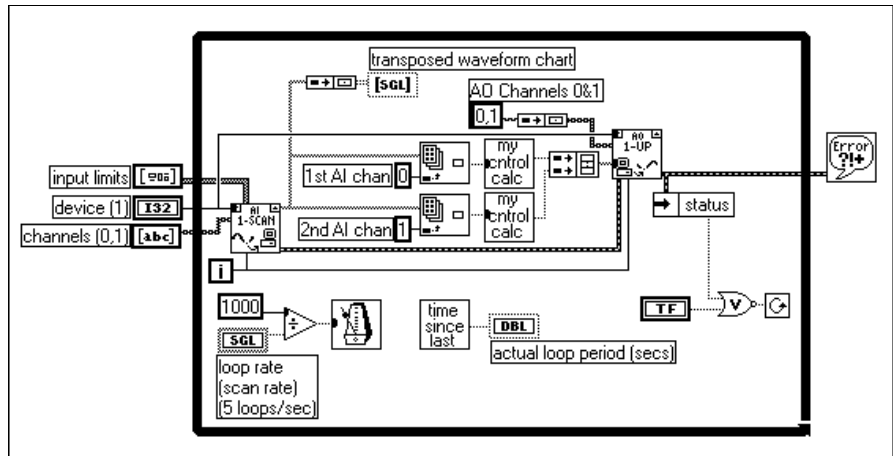 transposed waveform chart
[SGL]
AO Channels 0&1
0,1
AO
1-UP
my
cntrol
calc
1st AI chan 0
my
cntrol
calc
2nd AI chan 1
Error
?!+
input limits
device (1) I32
channels (0,1) [abc]
AI
1-SCAN
status
i
1000
÷
SGL
loop rate
(scan rate)
(5 loops/sec)
time
since
last
DBL
actual loop period (secs)
TF
V